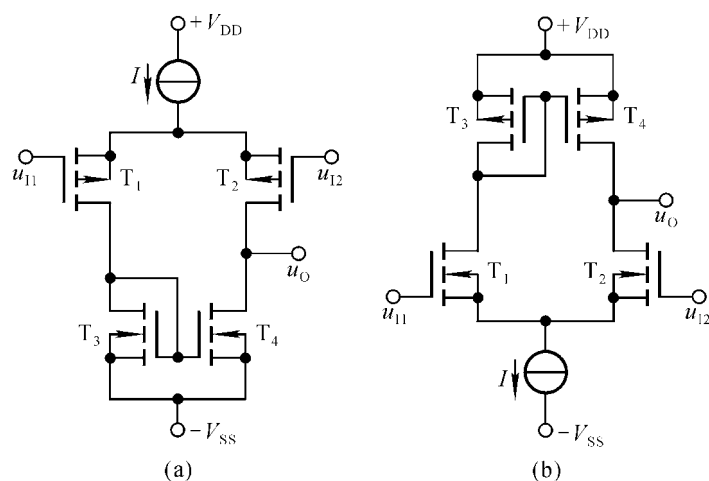 +V_DD
I
u_I1
T_1
T_2
u_I2
u_O
T_3
T_4
−V_SS
(a)
+V_DD
T_3
T_4
u_O
T_1
T_2
u_I1
u_I2
I
−V_SS
(b)